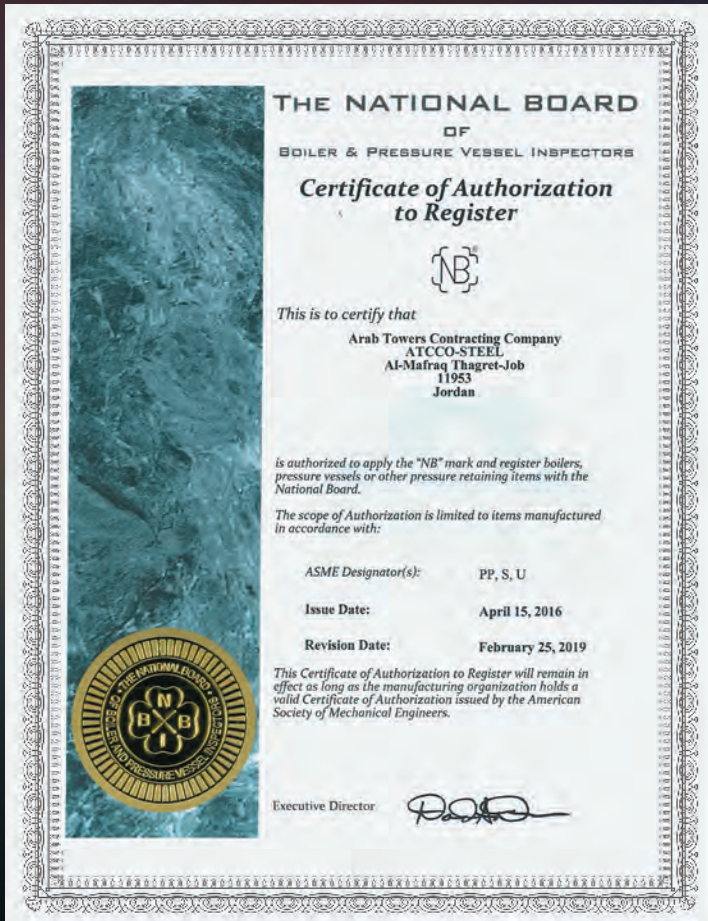 THE NATIONAL BOARD
OF
BOILER & PRESSURE VESSEL INSPECTORS
Certificate of Authorization
to Register
NB®
This is to certify that
Arab Towers Contracting Company
ATCCO-STEEL
Al-Mafraq Thagret-Job
11953
Jordan
is authorized to apply the "NB" mark and register boilers,
pressure vessels or other pressure retaining items with the
National Board.
The scope of Authorization is limited to items manufactured
in accordance with:
ASME Designator(s): PP, S, U
Issue Date: April 15, 2016
Revision Date: February 25, 2019
This Certificate of Authorization to Register will remain in
effect as long as the manufacturing organization holds a
valid Certificate of Authorization issued by the American
Society of Mechanical Engineers.
• THE NATIONAL BOARD •
OF BOILER AND PRESSURE VESSEL INSPECTORS
N
B B
I
Executive Director